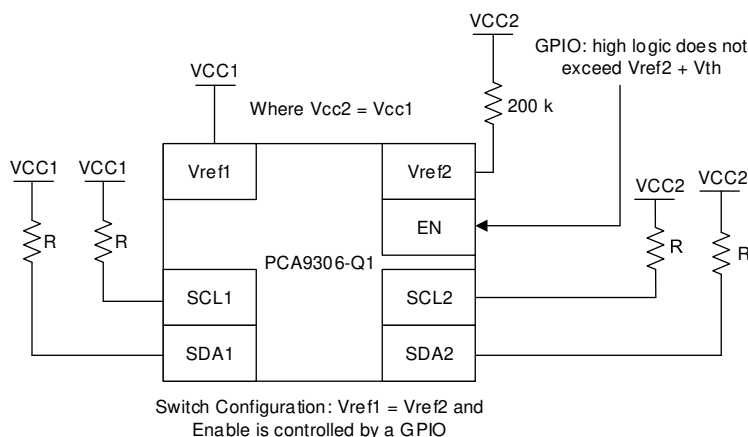 VCC2
GPIO: high logic does not
exceed Vref2 + Vth
VCC1
Where Vcc2 = Vcc1
200 k
VCC1
VCC1
Vref1
Vref2
VCC2
VCC2
EN
R
R
R
R
PCA9306-Q1
SCL1
SCL2
SDA1
SDA2
Switch Configuration: Vref1 = Vref2 and
Enable is controlled by a GPIO